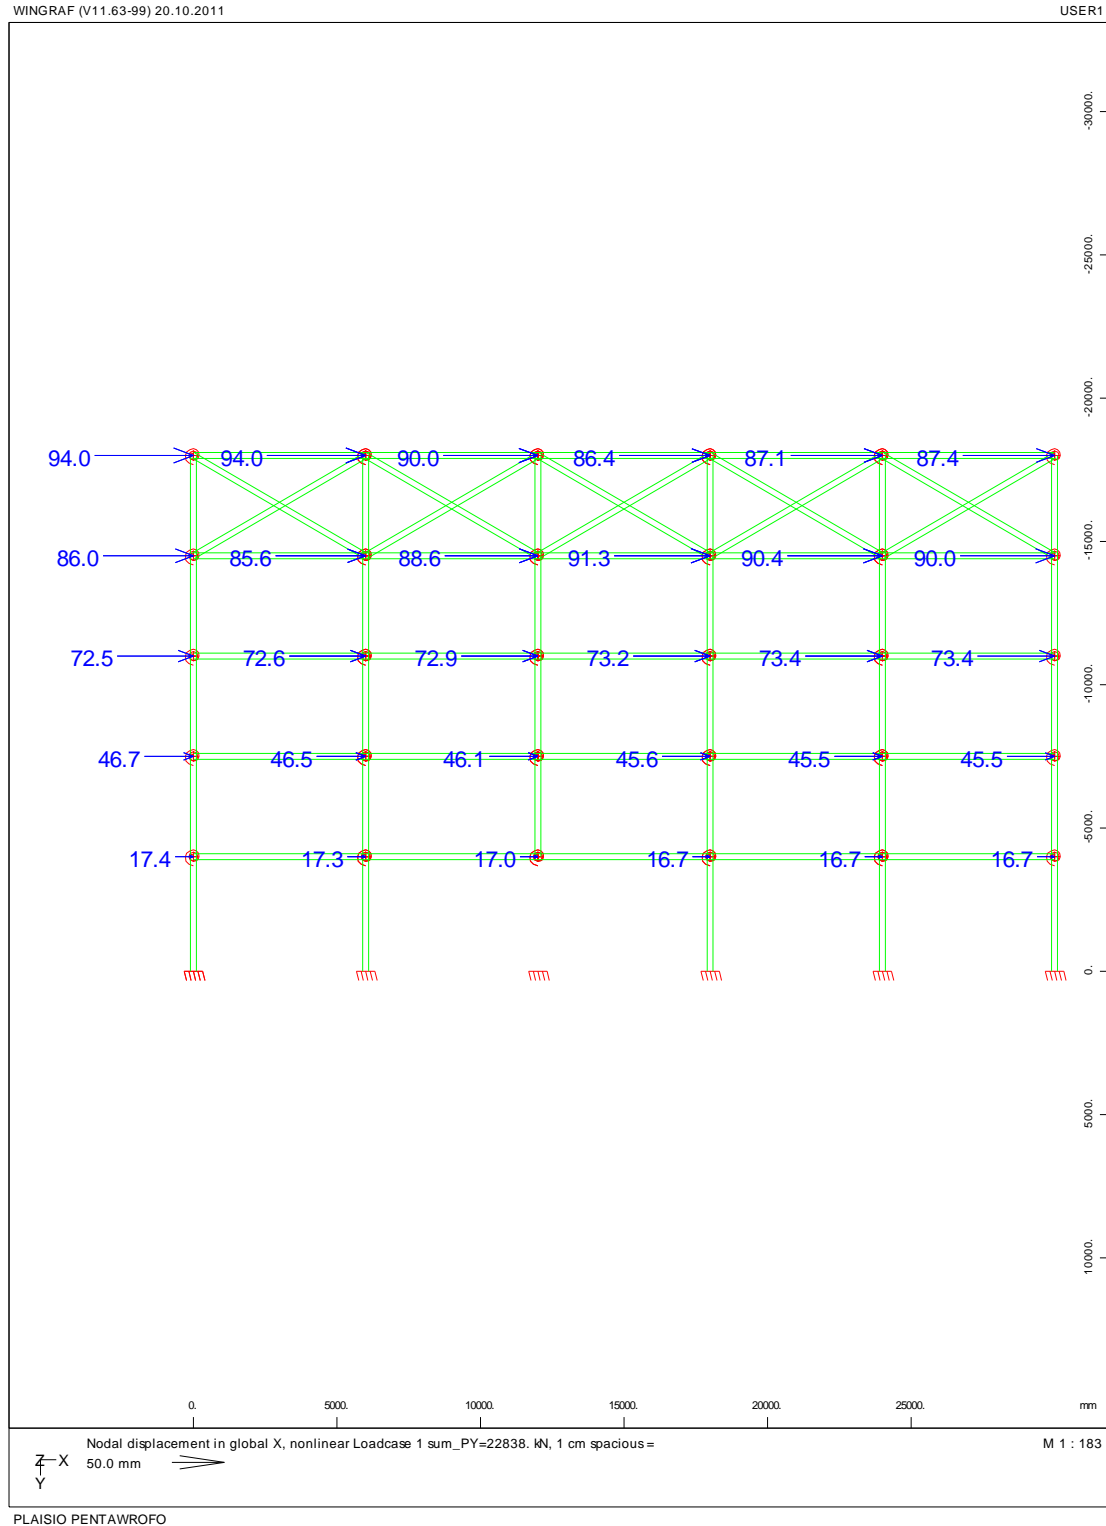 WINGRAF (V11.63-99) 20.10.2011 USER1
-30000.
-25000.
-20000.
94.0 94.0 90.0 86.4 87.1 87.4
-15000.
86.0 85.6 88.6 91.3 90.4 90.0
72.5 72.6 72.9 73.2 73.4 73.4
-10000.
46.7 46.5 46.1 45.6 45.5 45.5
-5000.
17.4 17.3 17.0 16.7 16.7 16.7
0.
5000.
10000.
0. 5000. 10000. 15000. 20000. 25000. mm
Nodal displacement in global X, nonlinear Loadcase 1 sum_PY=22838. kN, 1 cm spacious = M 1 : 183
Z X 50.0 mm
Y
PLAISIO PENTAWROFO